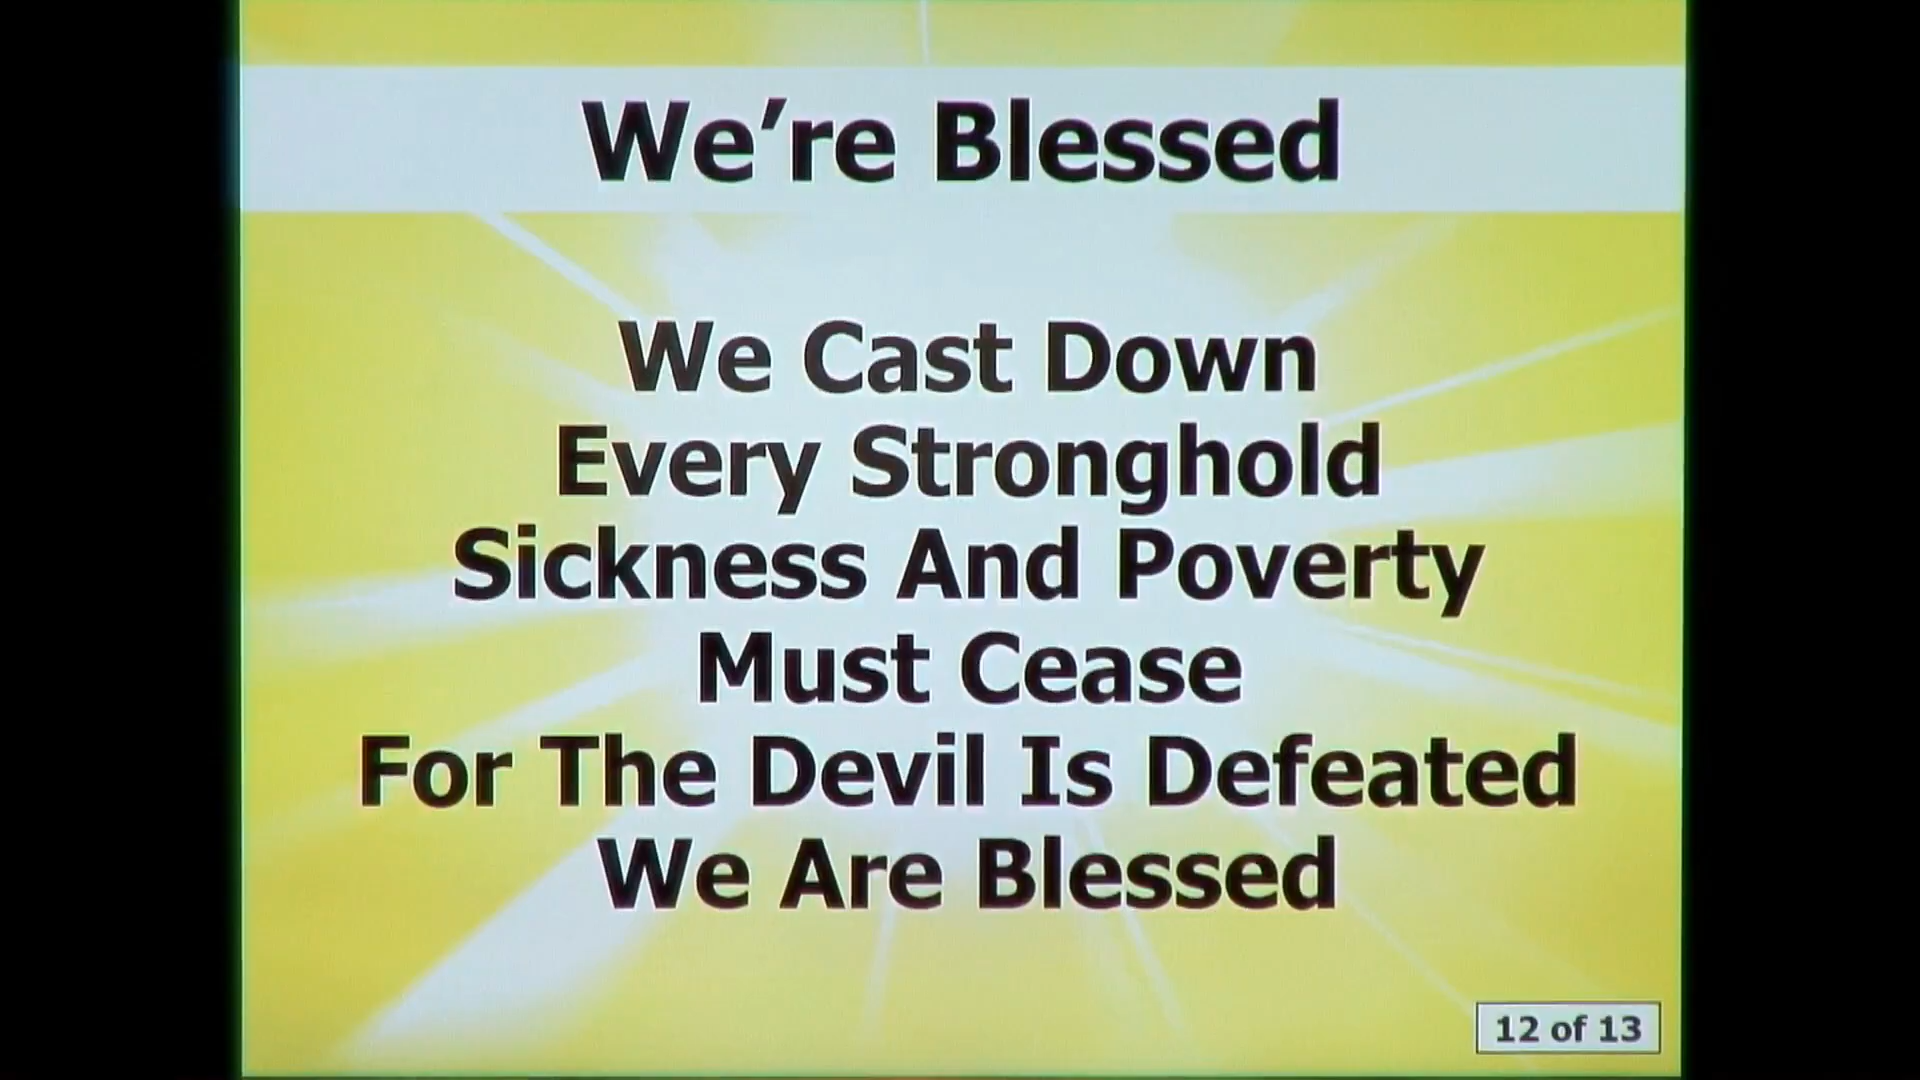 We’re Blessed
We Cast Down
Every Stronghold
Sickness And Poverty
Must Cease
For The Devil Is Defeated
We Are Blessed
12 of 13